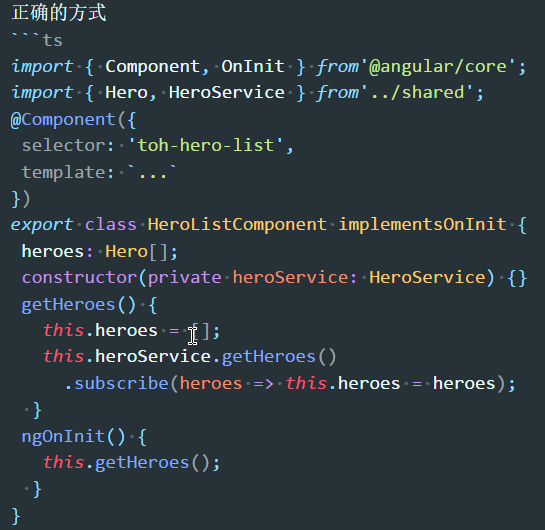 正确的方式
```ts
import { Component, OnInit } from'@angular/core';
import { Hero, HeroService } from'../shared';
@Component({
 selector: 'toh-hero-list',
 template: `...`
})
export class HeroListComponent implementsOnInit {
 heroes: Hero[];
 constructor(private heroService: HeroService) {}
 getHeroes() {
   this.heroes = [];
   this.heroService.getHeroes()
     .subscribe(heroes => this.heroes = heroes);
 }
 ngOnInit() {
   this.getHeroes();
 }
}